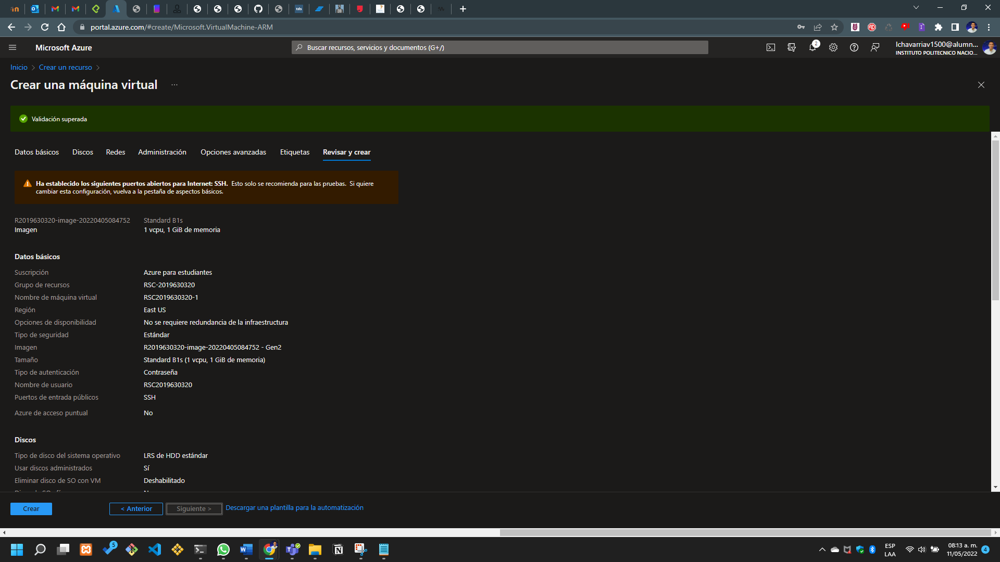 portal.azure.com/#create/Microsoft.VirtualMachine-ARM
Microsoft Azure
Buscar recursos, servicios y documentos (G+/)
2
lchavarriav1500@alumn...
INSTITUTO POLITECNICO NACIO...
Inicio > Crear un recurso >
Crear una máquina virtual ...
Validación superada
Datos básicos Discos Redes Administración Opciones avanzadas Etiquetas Revisar y crear
Ha establecido los siguientes puertos abiertos para Internet: SSH. Esto solo se recomienda para las pruebas. Si quiere
cambiar esta configuración, vuelva a la pestaña de aspectos básicos.
R2019630320-image-20220405084752 Standard B1s
Imagen 1 vcpu, 1 GiB de memoria
Datos básicos
Suscripción Azure para estudiantes
Grupo de recursos RSC-2019630320
Nombre de máquina virtual RSC2019630320-1
Región East US
Opciones de disponibilidad No se requiere redundancia de la infraestructura
Tipo de seguridad Estándar
Imagen R2019630320-image-20220405084752 - Gen2
Tamaño Standard B1s (1 vcpu, 1 GiB de memoria)
Tipo de autenticación Contraseña
Nombre de usuario RSC2019630320
Puertos de entrada públicos SSH
Azure de acceso puntual No
Discos
Tipo de disco del sistema operativo LRS de HDD estándar
Usar discos administrados Sí
Eliminar disco de SO con VM Deshabilitado
Crear < Anterior Siguiente > Descargar una plantilla para la automatización
5
ESP
LAA
08:13 a. m.
11/05/2022
4